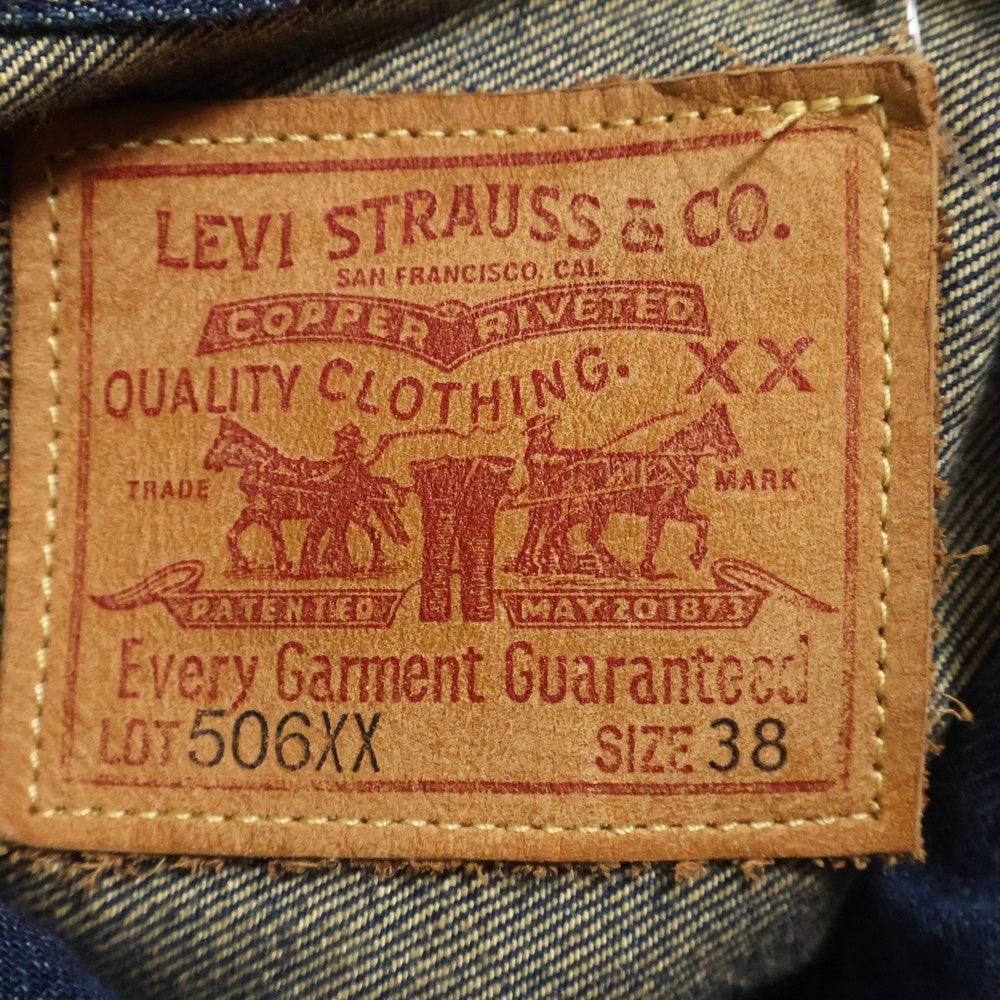 LEVI STRAUSS & CO.
SAN FRANCISCO, CAL.
COPPER RIVETED
QUALITY CLOTHING. XX
TRADE MARK
PATENTED MAY 20 1873
Every Garment Guaranteed
LOT 506XX SIZE 38